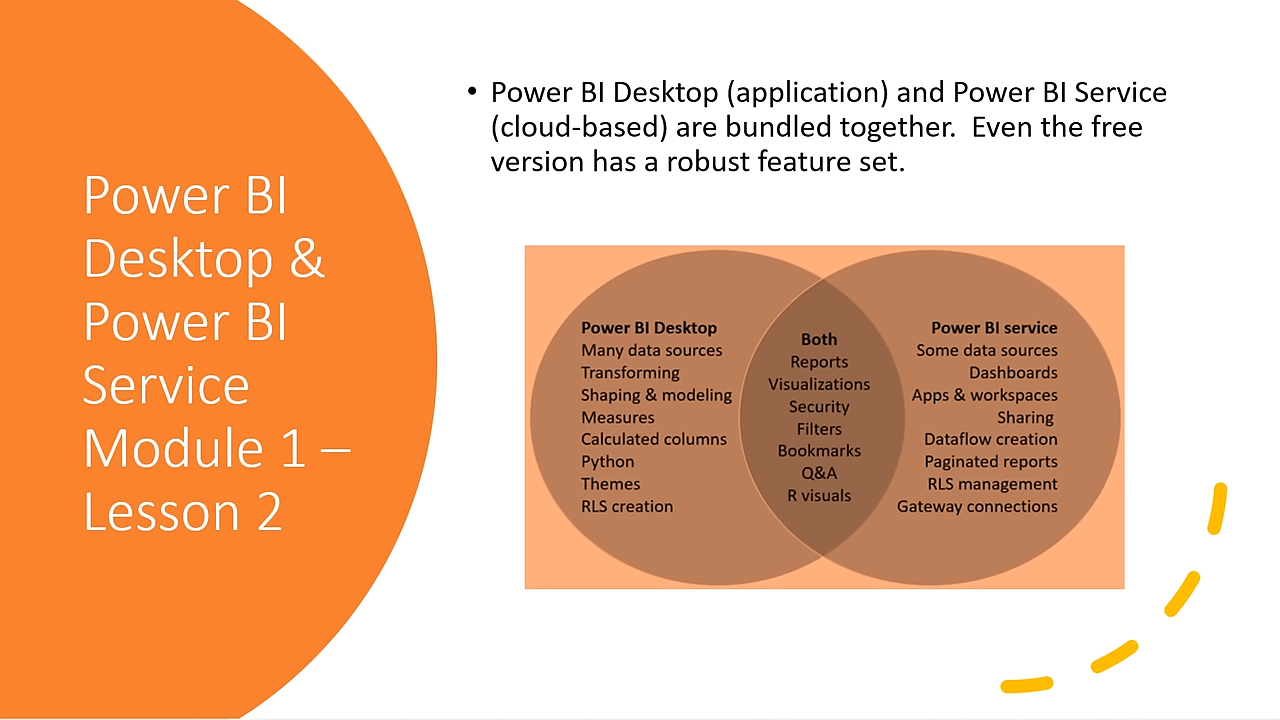 Power BI
Desktop &
Power BI
Service
Module 1 –
Lesson 2
• Power BI Desktop (application) and Power BI Service
(cloud-based) are bundled together.  Even the free
version has a robust feature set.
Power BI Desktop
Many data sources
Transforming
Shaping & modeling
Measures
Calculated columns
Python
Themes
RLS creation
Both
Reports
Visualizations
Security
Filters
Bookmarks
Q&A
R visuals
Power BI service
Some data sources
Dashboards
Apps & workspaces
Sharing
Dataflow creation
Paginated reports
RLS management
Gateway connections